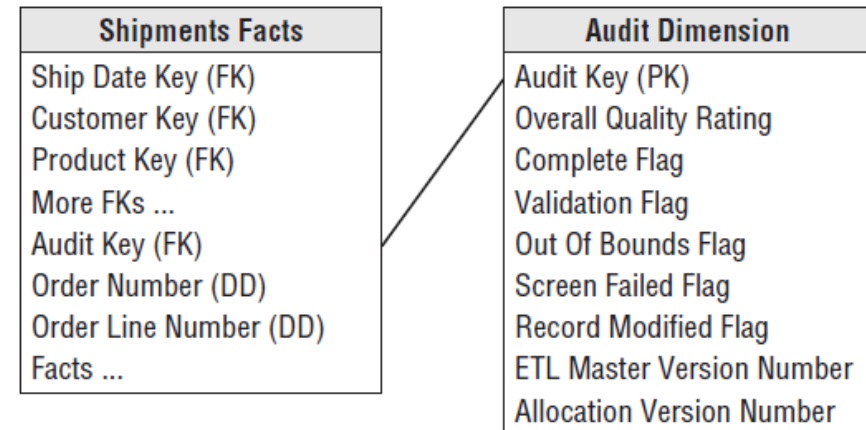 Shipments Facts
Ship Date Key (FK)
Customer Key (FK)
Product Key (FK)
More FKs ...
Audit Key (FK)
Order Number (DD)
Order Line Number (DD)
Facts ...
Audit Dimension
Audit Key (PK)
Overall Quality Rating
Complete Flag
Validation Flag
Out Of Bounds Flag
Screen Failed Flag
Record Modified Flag
ETL Master Version Number
Allocation Version Number